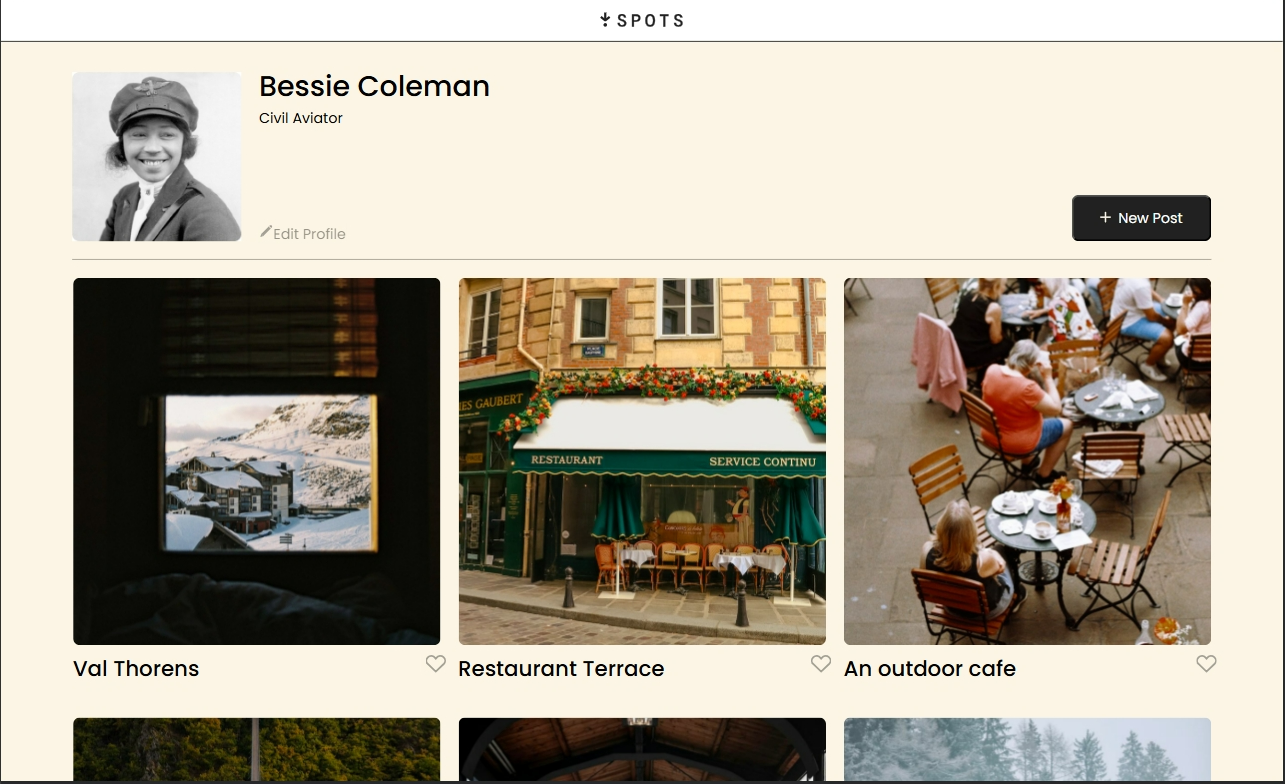 SPOTS
Bessie Coleman
Civil Aviator
Edit Profile
+ New Post
ES GAUBERT
RESTAURANT
SERVICE CONTINU
Val Thorens
Restaurant Terrace
An outdoor cafe